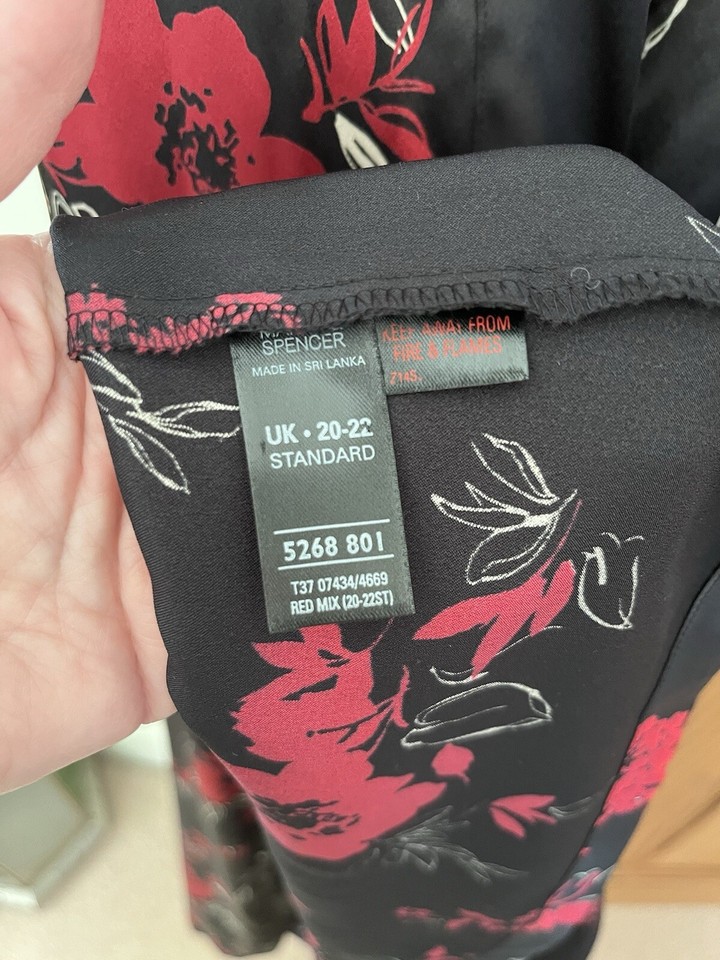 SPENCER
MADE IN SRI LANKA
UK • 20-22
STANDARD
5268 801
T37 07434/4669
RED MIX (20-22ST)
KEEP AWAY FROM
FIRE & FLAMES
7145